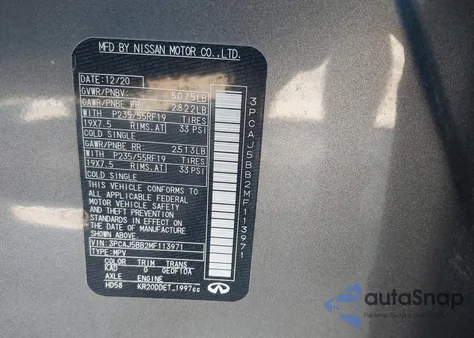 MFD BY NISSAN MOTOR CO.,LTD.
DATE: 12/20
GVWR/PNBV: 5075LB
GAWR/PNBE FR: 2822LB
WITH P235/55RF19 TIRES
19X7.5 RIMS.AT 33 PSI
COLD SINGLE
GAWR/PNBE RR: 2513LB
WITH P235/55RF19 TIRES
19X7.5 RIMS.AT 33 PSI
COLD SINGLE
THIS VEHICLE CONFORMS TO
ALL APPLICABLE FEDERAL
MOTOR VEHICLE SAFETY
AND THEFT PREVENTION
STANDARDS IN EFFECT
ON THE DATE OF
MANUFACTURE SHOWN
ABOVE.
VIN: 3PCAJ5BB2MF113971
TYPE: MPV
COLOR TRIM TRANS
KAD G
AXLE ENGINE
HD58 KR20DDET 1997cc
INFINITI
3PCAJ5BB2MF113971
autoSnap